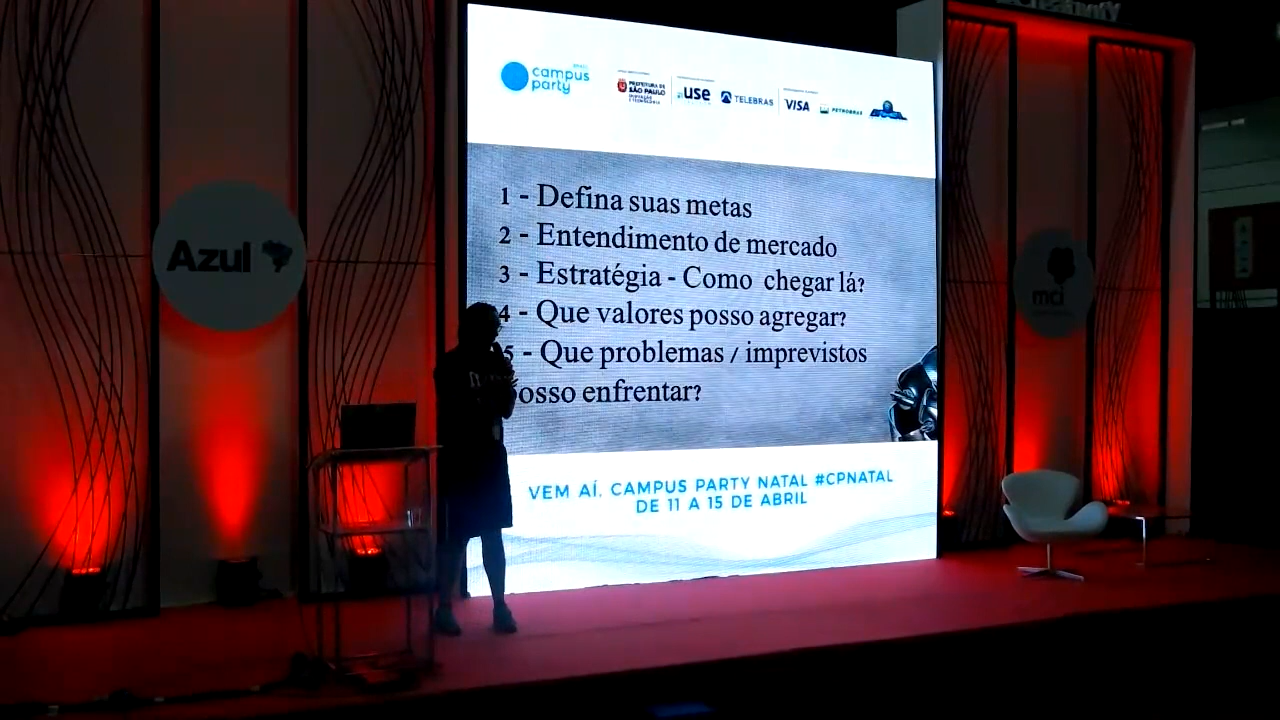 campus
party
PREFEITURA DE
SÃO PAULO
use
TELEBRAS
VISA
PETROBRAS
1 - Defina suas metas
2 - Entendimento de mercado
3 - Estratégia - Como chegar lá?
4 - Que valores posso agregar?
5 - Que problemas / imprevistos
osso enfrentar?
VEM AÍ. CAMPUS PARTY NATAL #CPNATAL
DE 11 A 15 DE ABRIL
Azul
mci